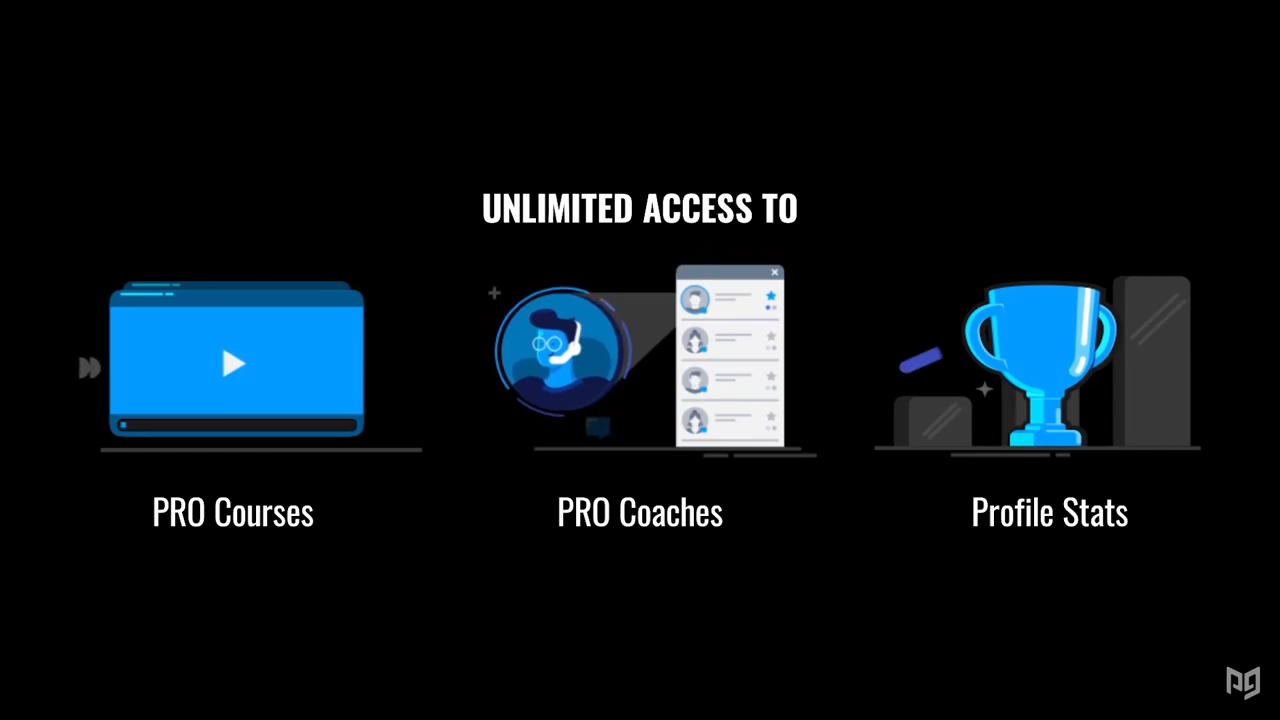 UNLIMITED ACCESS TO
PRO Courses
PRO Coaches
Profile Stats